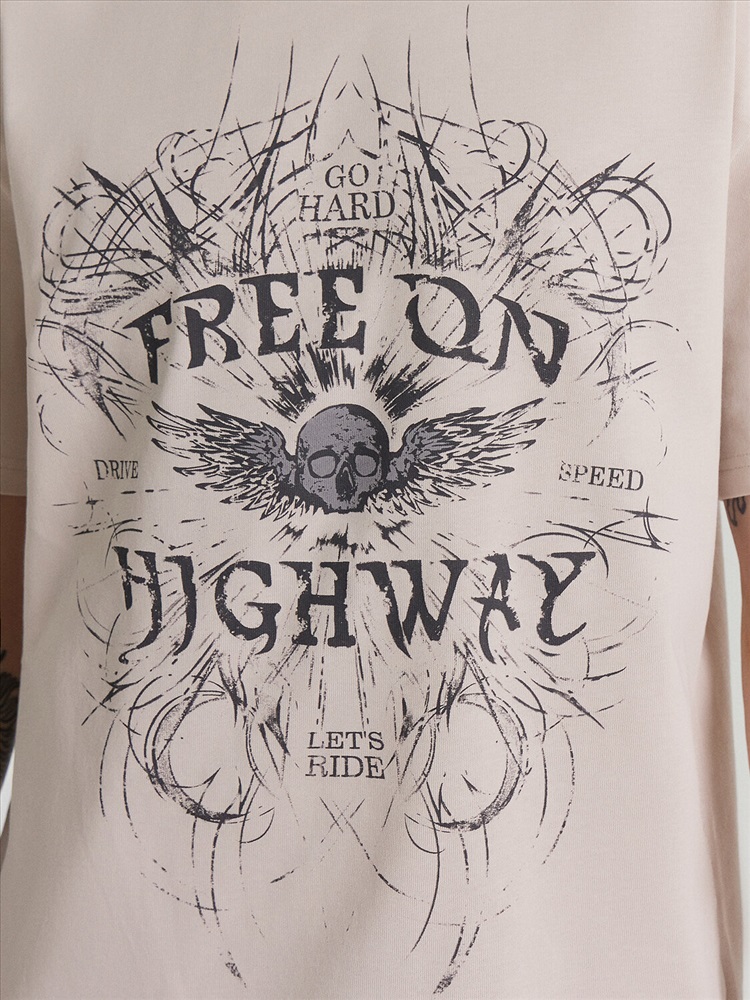 GO
HARD
FREE ON
DRIVE
SPEED
HIGHWAY
LET'S
RIDE